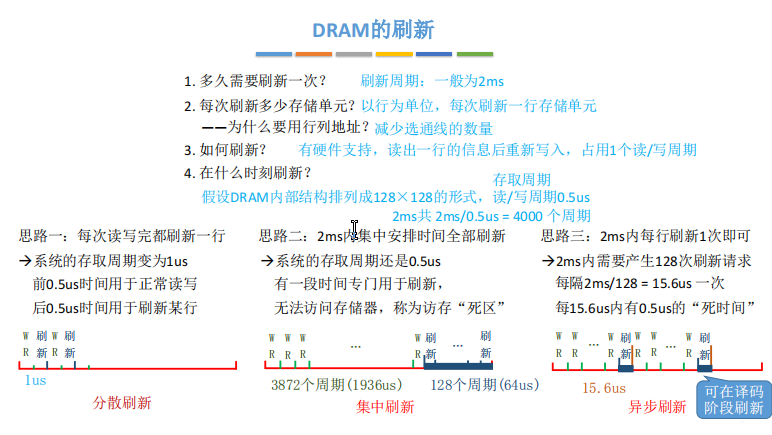 DRAM的刷新
1. 多久需要刷新一次？ 刷新周期：一般为2ms
2. 每次刷新多少存储单元？以行为单位，每次刷新一行存储单元
——为什么要用行列地址？减少选通线的数量
3. 如何刷新？ 有硬件支持，读出一行的信息后重新写入，占用1个读/写周期
4. 在什么时刻刷新？
存取周期
假设DRAM内部结构排列成128×128的形式，读/写周期0.5us
2ms共 2ms/0.5us = 4000 个周期
思路一：每次读写完都刷新一行
→系统的存取周期变为1us
前0.5us时间用于正常读写
后0.5us时间用于刷新某行
W 刷 W 刷
R 新 R 新
1us
分散刷新
思路二：2ms内集中安排时间全部刷新
→系统的存取周期还是0.5us
有一段时间专门用于刷新，
无法访问存储器，称为访存“死区”
W W W ... 刷 ... 刷
R R R 新 新
3872个周期(1936us) 128个周期(64us)
集中刷新
思路三：2ms内每行刷新1次即可
→2ms内需要产生128次刷新请求
每隔2ms/128 = 15.6us 一次
每15.6us内有0.5us的“死时间”
W W ... W 刷 W W ... 刷
R R R 新 R R 新
15.6us
异步刷新
可在译码
阶段刷新